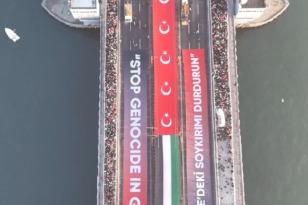 "STOP GENOCIDE IN G
E'DEKİ SOYKIRIMI DURDURUN"